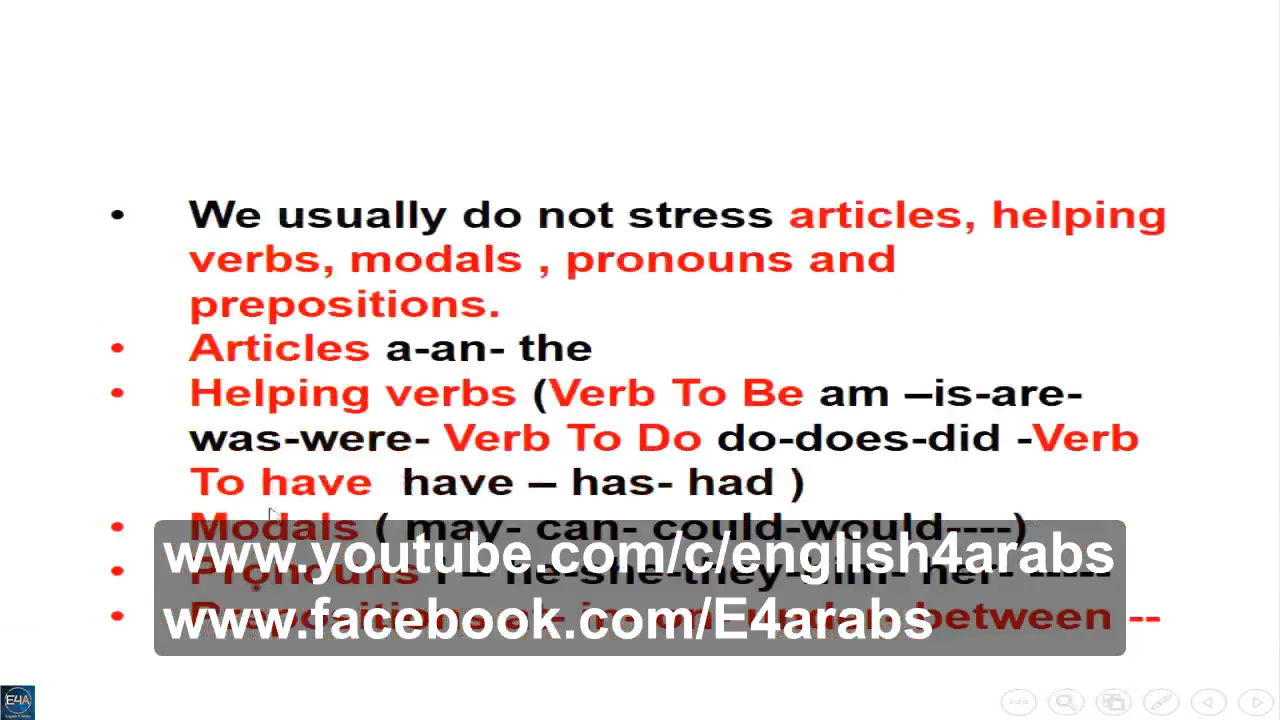 • We usually do not stress articles, helping
verbs, modals , pronouns and
prepositions.
• Articles a-an- the
• Helping verbs (Verb To Be am –is-are-
was-were- Verb To Do do-does-did -Verb
To have have – has- had )
• Modals ( may- can- could-would----)
www.youtube.com/c/english4arabs
• Pronouns I – he-she-they-him- her- -----
www.facebook.com/E4arabs
• between --
E4A